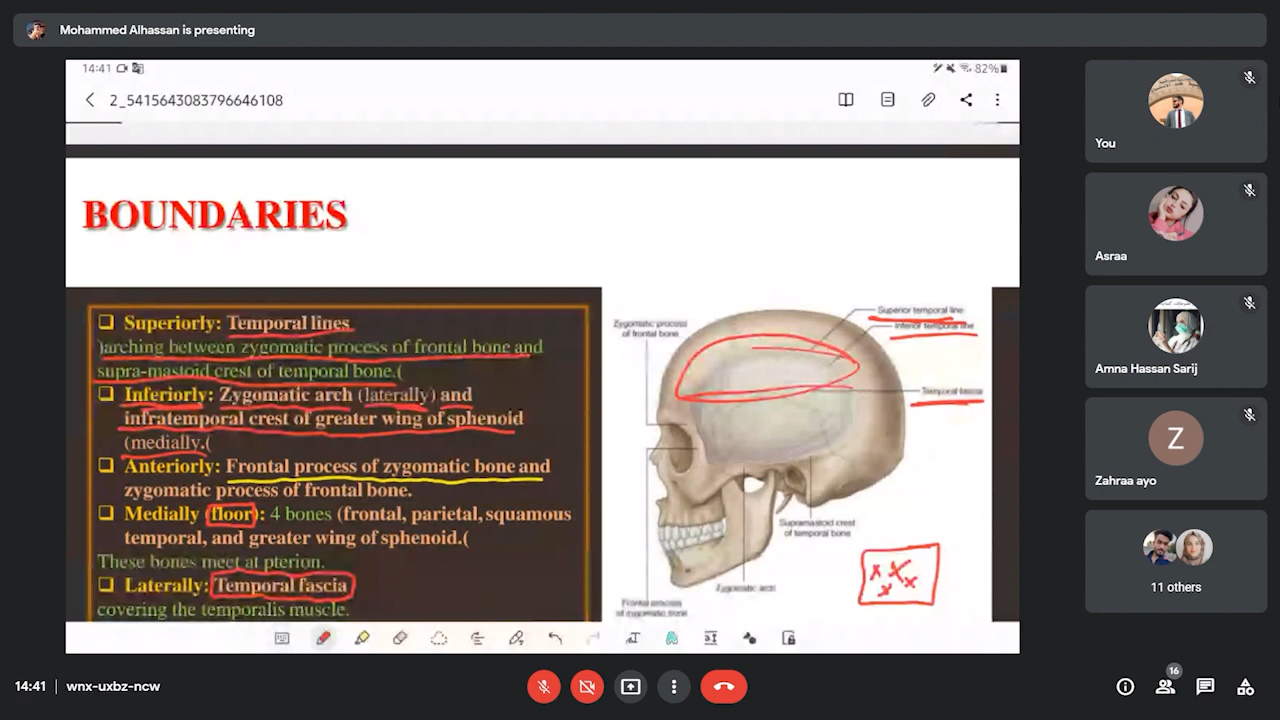 Mohammed Alhassan is presenting
14:41
82%
2_5415643083796646108
BOUNDARIES
Superiorly: Temporal lines
)arching between zygomatic process of frontal bone and
supra-mastoid crest of temporal bone.(
Inferiorly: Zygomatic arch (laterally) and
infratemporal crest of greater wing of sphenoid
(medially.(
Anteriorly: Frontal process of zygomatic bone and
zygomatic process of frontal bone.
Medially (floor): 4 bones (frontal, parietal, squamous
temporal, and greater wing of sphenoid.(
These bones meet at pterion.
Laterally: Temporal fascia
covering the temporalis muscle.
Zygomatic process
of frontal bone
Superior temporal line
Inferior temporal line
Temporal fascia
Supramastoid crest
of temporal bone
Zygomatic arch
Frontal process
of zygomatic bone
You
Asraa
Amna Hassan Sarij
Z
Zahraa ayo
11 others
14:41 | wnx-uxbz-ncw
16